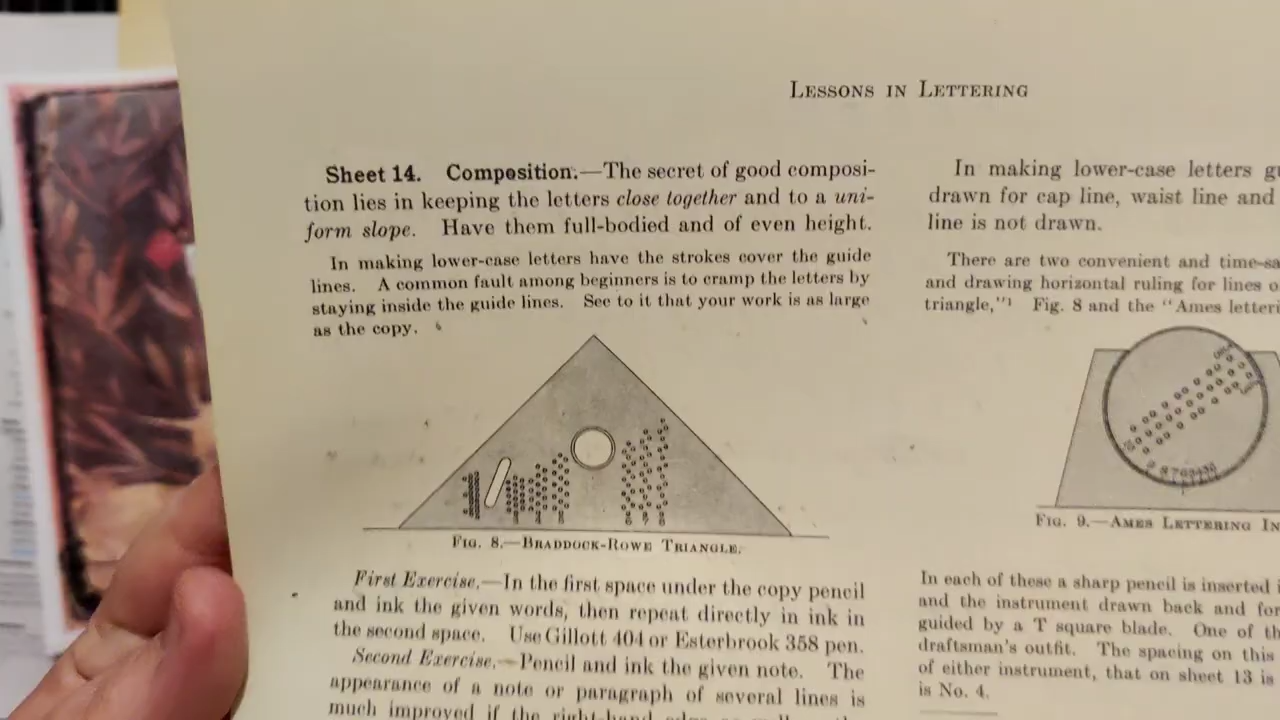 LESSONS IN LETTERING
Sheet 14. Composition.—The secret of good composi-
tion lies in keeping the letters close together and to a uni-
form slope. Have them full-bodied and of even height.
In making lower-case letters have the strokes cover the guide
lines. A common fault among beginners is to cramp the letters by
staying inside the guide lines. See to it that your work is as large
as the copy.
FIG. 8.—BRADDOCK-ROWE TRIANGLE.
First Exercise.—In the first space under the copy pencil
and ink the given words, then repeat directly in ink in
the second space. Use Gillott 404 or Esterbrook 358 pen.
Second Exercise.—Pencil and ink the given note. The
appearance of a note or paragraph of several lines is
much improved if the right-hand
In making lower-case letters
drawn for cap line, waist line and
line is not drawn.
There are two convenient and time-sa
and drawing horizontal ruling for lines o
triangle,"¹ Fig. 8 and the "Ames letteri
FIG. 9.—AMES LETTERING IN
In each of these a sharp pencil is inserted
and the instrument drawn back and for
guided by a T square blade. One of th
draftsman's outfit. The spacing on this
of either instrument, that on sheet 13 is
is No. 4.